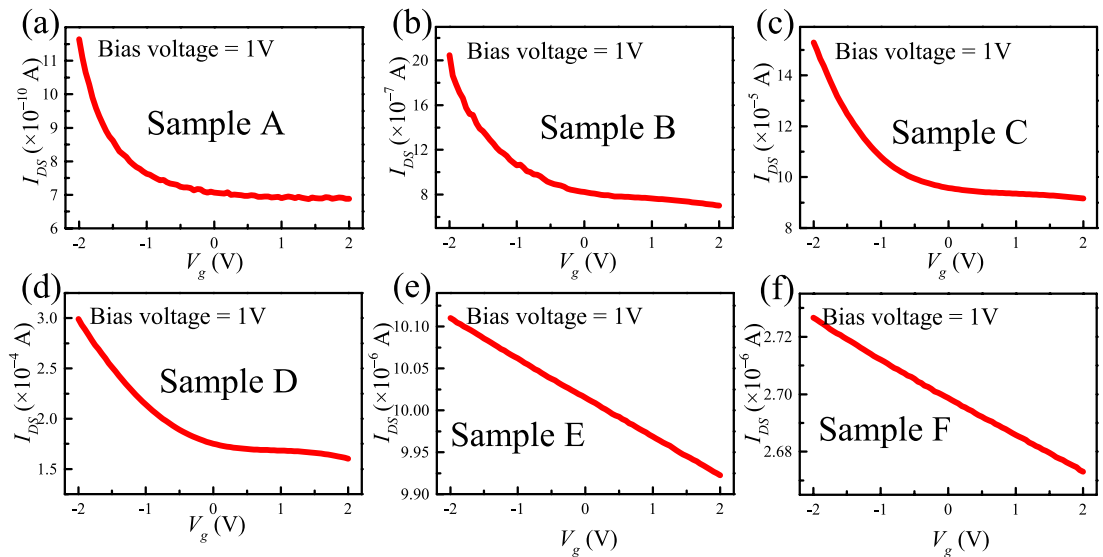 (a)
Bias voltage = 1V
Sample A
I_DS (×10⁻¹⁰ A)
11
10
9
8
7
6
-2 -1 0 1 2
V_g (V)
(b)
Bias voltage = 1V
Sample B
I_DS (×10⁻⁷ A)
20
16
12
8
4
-2 -1 0 1 2
V_g (V)
(c)
Bias voltage = 1V
Sample C
I_DS (×10⁻⁵ A)
14
12
10
8
-2 -1 0 1 2
V_g (V)
(d)
Bias voltage = 1V
Sample D
I_DS (×10⁻⁴ A)
3.0
2.5
2.0
1.5
-2 -1 0 1 2
V_g (V)
(e)
Bias voltage = 1V
Sample E
I_DS (×10⁻⁶ A)
10.10
10.05
10.00
9.95
9.90
-2 -1 0 1 2
V_g (V)
(f)
Bias voltage = 1V
Sample F
I_DS (×10⁻⁶ A)
2.72
2.70
2.68
-2 -1 0 1 2
V_g (V)